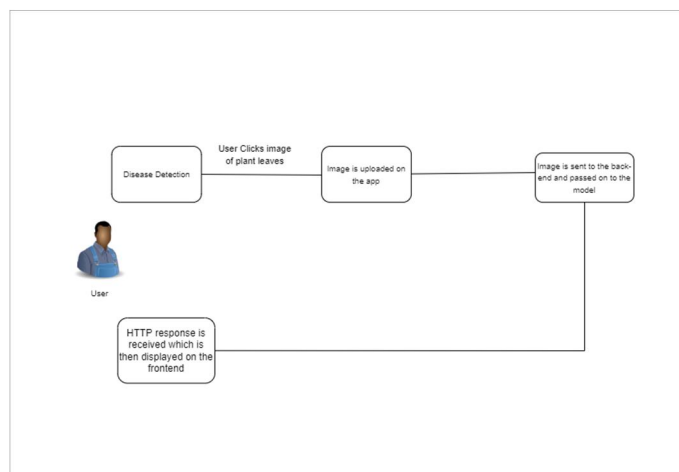 User Clicks image
of plant leaves
Disease Detection
Image is uploaded on
the app
Image is sent to the back-
end and passed on to the
model
User
HTTP response is
received which is
then displayed on the
frontend